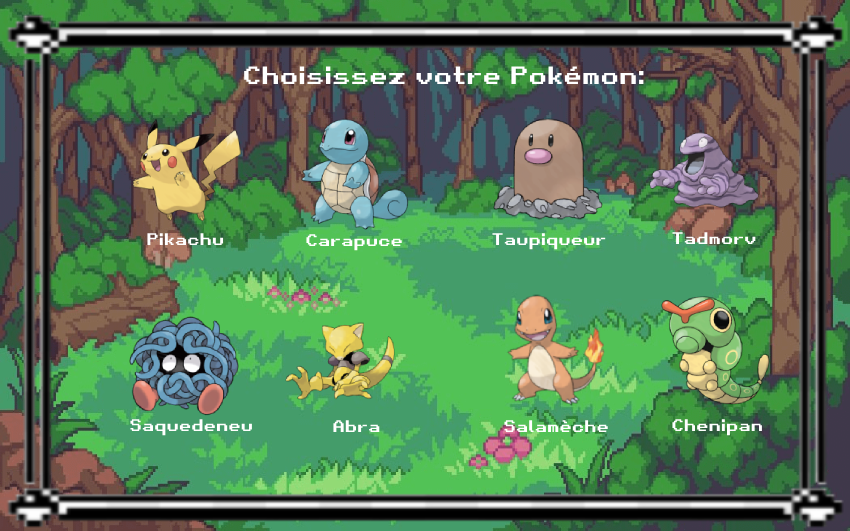 Choisissez votre Pokémon:
Pikachu
Carapuce
Taupiqueur
Tadmorv
Saquedeneu
Abra
Salamèche
Chenipan